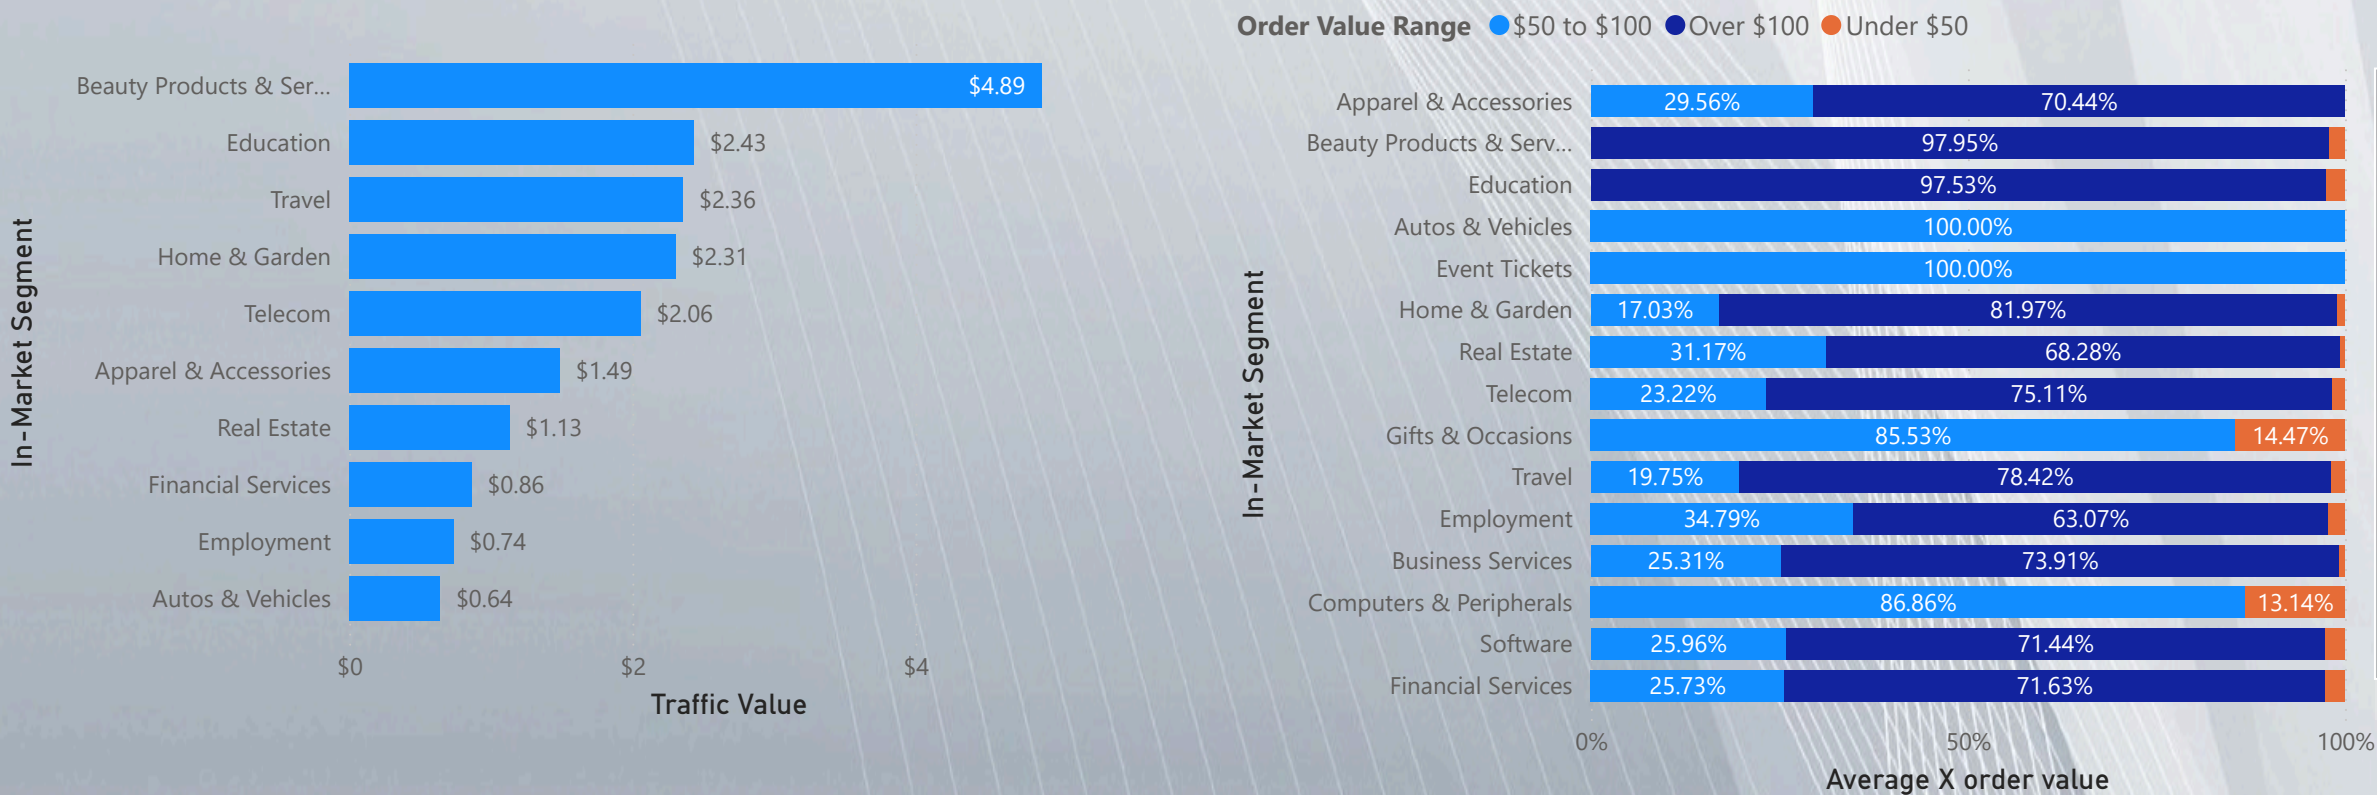 In-Market Segment
Beauty Products & Ser... $4.89
Education $2.43
Travel $2.36
Home & Garden $2.31
Telecom $2.06
Apparel & Accessories $1.49
Real Estate $1.13
Financial Services $0.86
Employment $0.74
Autos & Vehicles $0.64
$0 $2 $4
Traffic Value
Order Value Range $50 to $100 Over $100 Under $50
In-Market Segment
Apparel & Accessories 29.56% 70.44%
Beauty Products & Serv... 97.95%
Education 97.53%
Autos & Vehicles 100.00%
Event Tickets 100.00%
Home & Garden 17.03% 81.97%
Real Estate 31.17% 68.28%
Telecom 23.22% 75.11%
Gifts & Occasions 85.53% 14.47%
Travel 19.75% 78.42%
Employment 34.79% 63.07%
Business Services 25.31% 73.91%
Computers & Peripherals 86.86% 13.14%
Software 25.96% 71.44%
Financial Services 25.73% 71.63%
0% 50% 100%
Average X order value